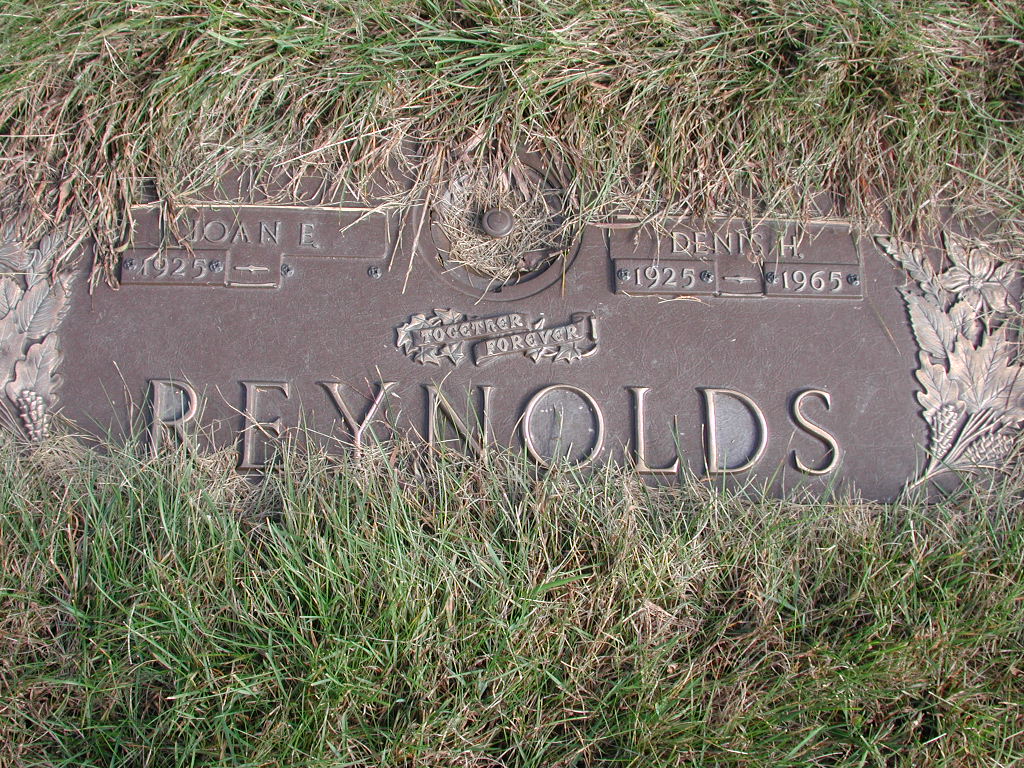 JOAN E.
1925 –
DENIS H.
1925 – 1965
TOGETHER
FOREVER
REYNOLDS